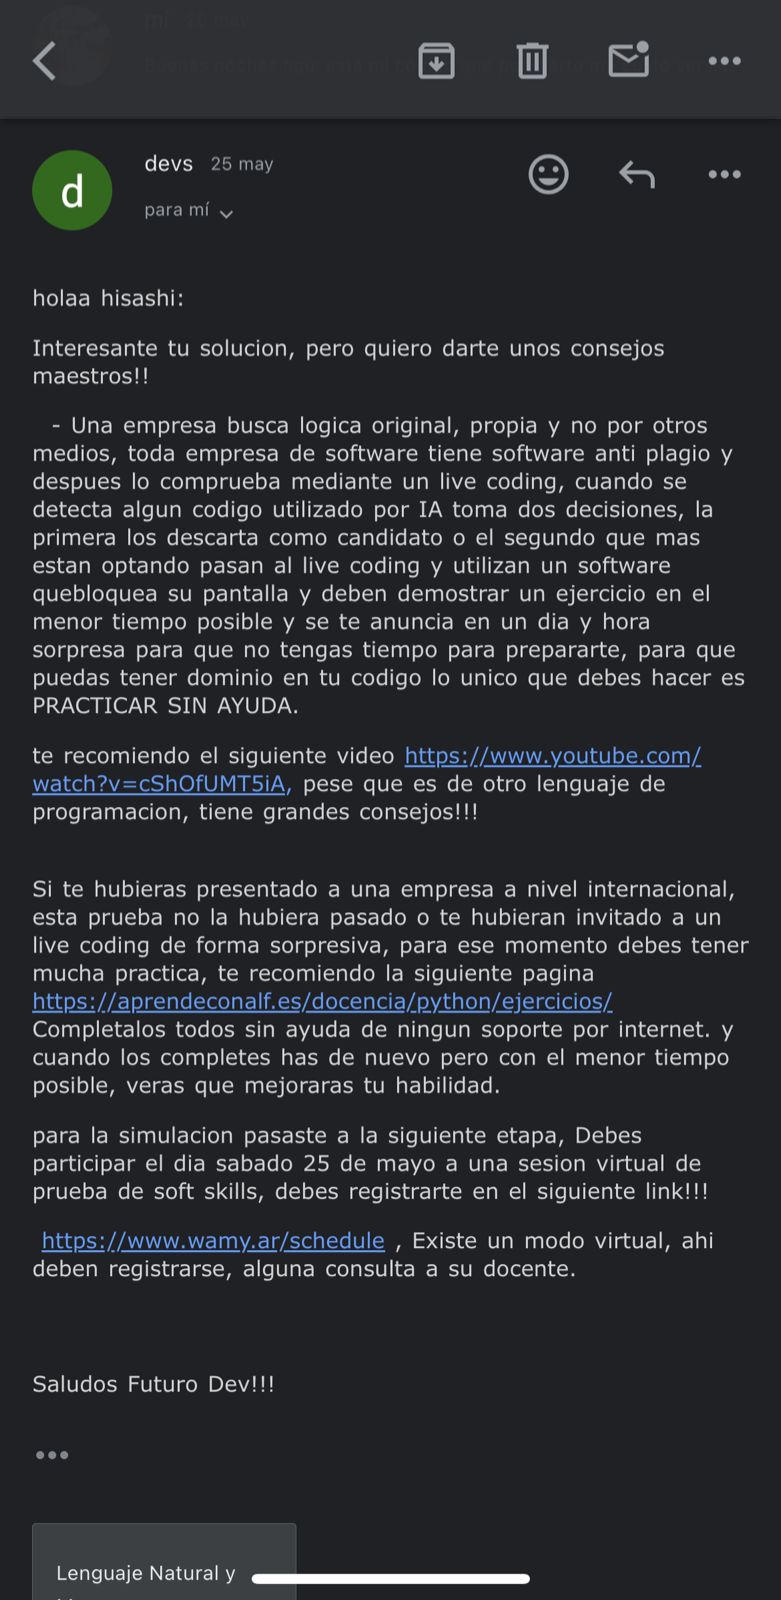 mi 20 may
d
devs 25 may
para mí
holaa hisashi:
Interesante tu solucion, pero quiero darte unos consejos
maestros!!
- Una empresa busca logica original, propia y no por otros
medios, toda empresa de software tiene software anti plagio y
despues lo comprueba mediante un live coding, cuando se
detecta algun codigo utilizado por IA toma dos decisiones, la
primera los descarta como candidato o el segundo que mas
estan optando pasan al live coding y utilizan un software
quebloquea su pantalla y deben demostrar un ejercicio en el
menor tiempo posible y se te anuncia en un dia y hora
sorpresa para que no tengas tiempo para prepararte, para que
puedas tener dominio en tu codigo lo unico que debes hacer es
PRACTICAR SIN AYUDA.
te recomiendo el siguiente video https://www.youtube.com/
watch?v=cShOfUMT5iA, pese que es de otro lenguaje de
programacion, tiene grandes consejos!!!
Si te hubieras presentado a una empresa a nivel internacional,
esta prueba no la hubiera pasado o te hubieran invitado a un
live coding de forma sorpresiva, para ese momento debes tener
mucha practica, te recomiendo la siguiente pagina
https://aprendeconalf.es/docencia/python/ejercicios/
Completalos todos sin ayuda de ningun soporte por internet. y
cuando los completes has de nuevo pero con el menor tiempo
posible, veras que mejoraras tu habilidad.
para la simulacion pasaste a la siguiente etapa, Debes
participar el dia sabado 25 de mayo a una sesion virtual de
prueba de soft skills, debes registrarte en el siguiente link!!!
https://www.wamy.ar/schedule , Existe un modo virtual, ahi
deben registrarse, alguna consulta a su docente.
Saludos Futuro Dev!!!
Lenguaje Natural y